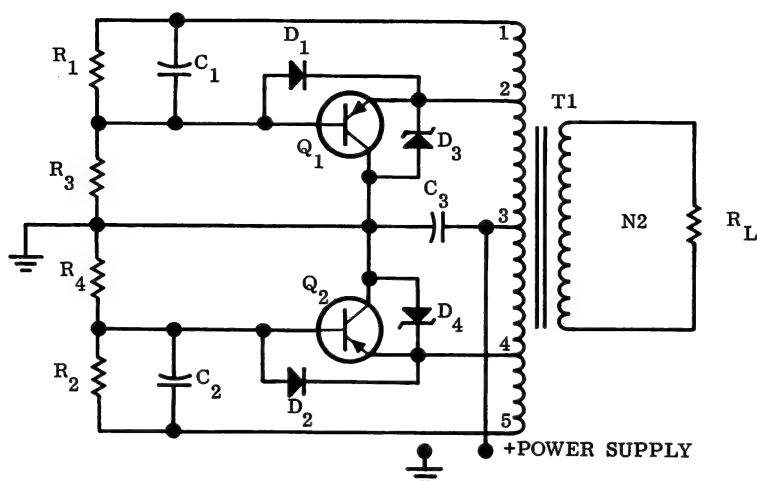 D1
1
R1
C1
2
T1
Q1
D3
R3
C3
3
N2
RL
R4
Q2
D4
4
R2
C2
D2
5
+POWER SUPPLY